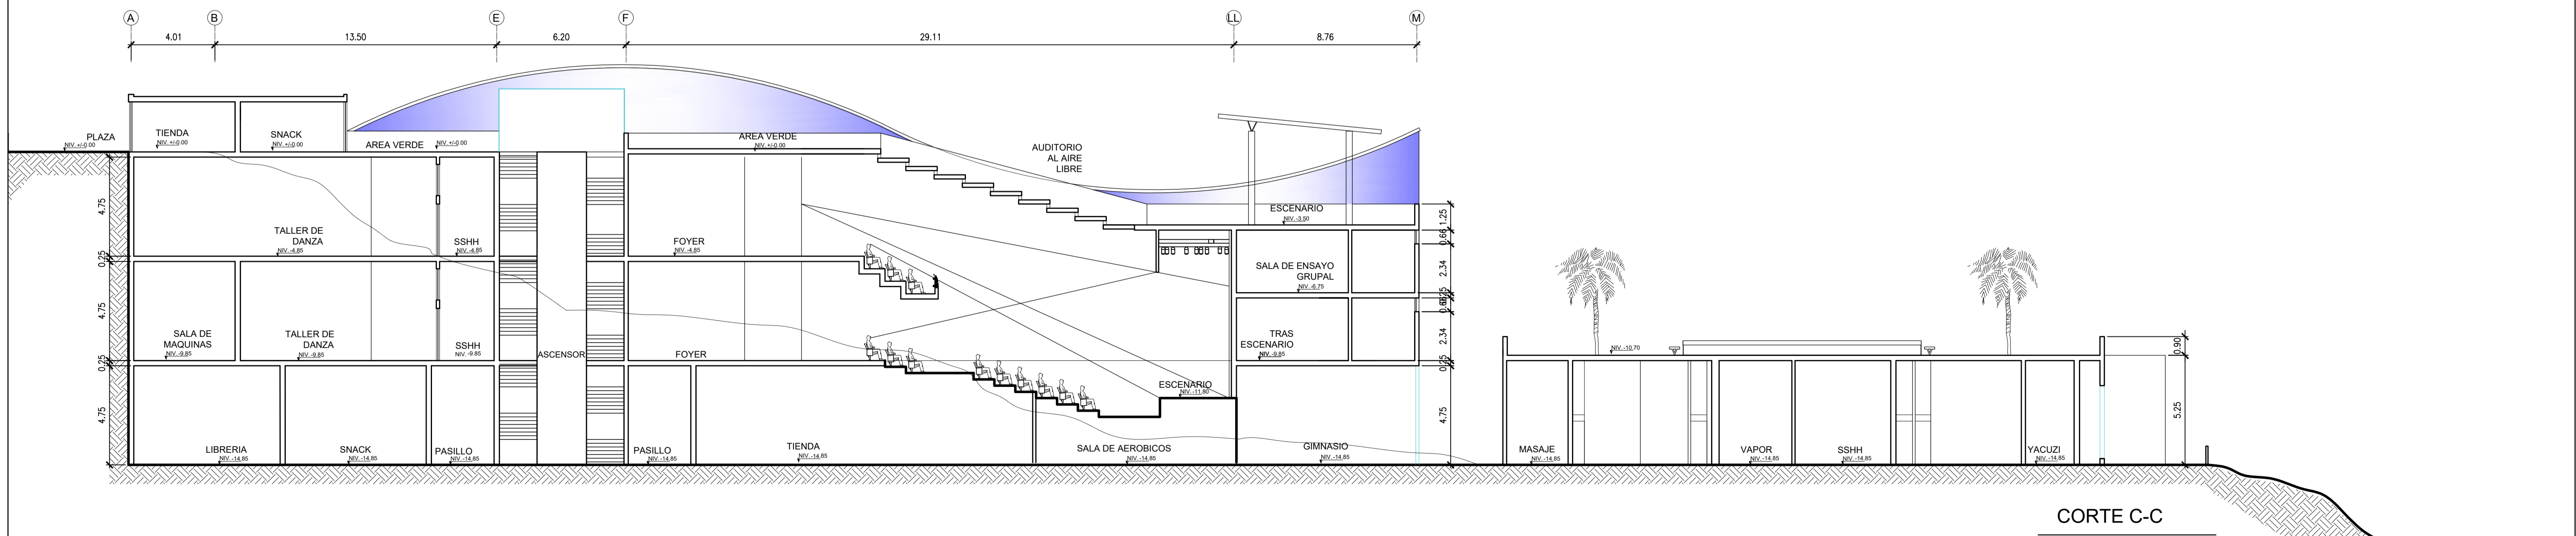 A B E F LL M
4.01 13.50 6.20 29.11 8.76
PLAZA
NIV. +/-0.00
TIENDA
NIV. +/-0.00
SNACK
NIV. +/-0.00
AREA VERDE
NIV. +/-0.00
AREA VERDE
NIV. +/-0.00
AUDITORIO
AL AIRE
LIBRE
ESCENARIO
NIV. -3.50
4.75
0.25
4.75
0.25
4.75
TALLER DE
DANZA
NIV. -4.85
SSHH
NIV. -4.85
FOYER
NIV. -4.85
SALA DE ENSAYO
GRUPAL
NIV. -6.75
SALA DE
MAQUINAS
NIV. -9.85
TALLER DE
DANZA
NIV. -9.85
SSHH
NIV. -9.85
ASCENSOR
FOYER
TRAS
ESCENARIO
NIV. -9.85
ESCENARIO
NIV. -11.80
LIBRERIA
NIV. -14.85
SNACK
NIV. -14.85
PASILLO
NIV. -14.85
PASILLO
NIV. -14.85
TIENDA
NIV. -14.85
SALA DE AEROBICOS
NIV. -14.85
GIMNASIO
NIV. -14.85
1.25
0.66
2.34
2.34
0.25
4.75
NIV. -10.70
MASAJE
NIV. -14.85
VAPOR
NIV. -14.85
SSHH
NIV. -14.85
YACUZI
NIV. -14.85
0.90
5.25
CORTE C-C